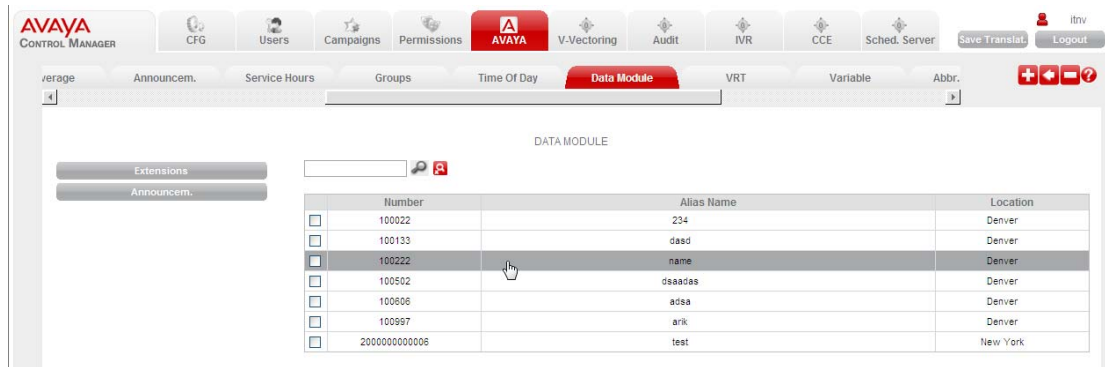 AVAYA
CONTROL MANAGER
CFG Users Campaigns Permissions AVAYA V-Vectoring Audit IVR CCE Sched. Server
itnv
Save Translat. Logout
verage Announcem. Service Hours Groups Time Of Day Data Module VRT Variable Abbr.
DATA MODULE
Extensions
Announcem.
Number Alias Name Location
100022 234 Denver
100133 dasd Denver
100222 name Denver
100502 dsaadas Denver
100606 adsa Denver
100997 arik Denver
2000000000006 test New York